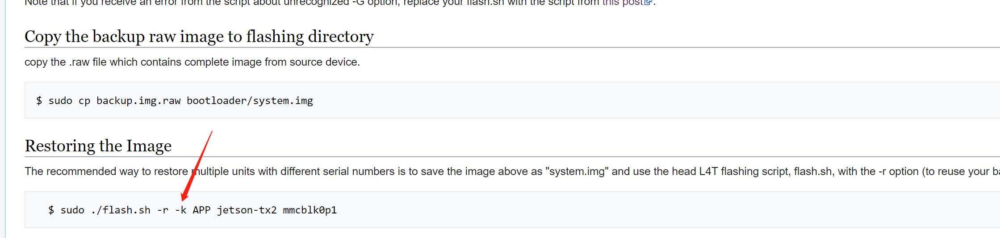 Note that if you receive an error from the script about unrecognized -G option, replace your flash.sh with the script from this post.
Copy the backup raw image to flashing directory
copy the .raw file which contains complete image from source device.
$ sudo cp backup.img.raw bootloader/system.img
Restoring the Image
The recommended way to restore multiple units with different serial numbers is to save the image above as "system.img" and use the head L4T flashing script, flash.sh, with the -r option (to reuse your
$ sudo ./flash.sh -r -k APP jetson-tx2 mmcblk0p1